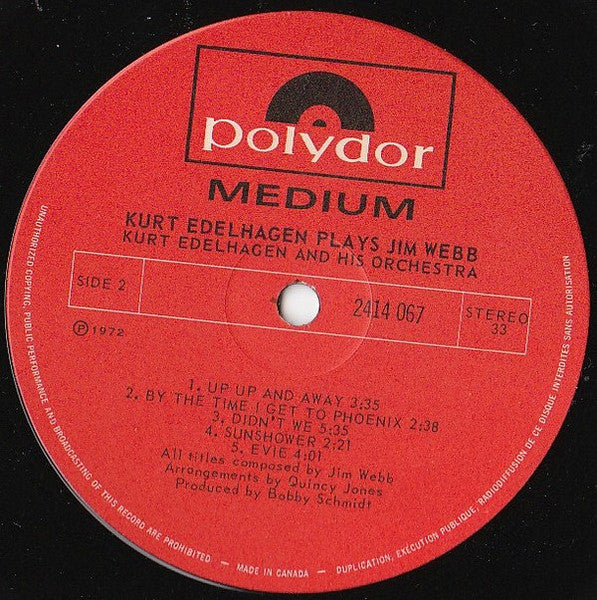 polydor
MEDIUM
KURT EDELHAGEN PLAYS JIM WEBB
KURT EDELHAGEN AND HIS ORCHESTRA
SIDE 2
2414 067
STEREO
33
Ⓟ 1972
1. UP UP AND AWAY 3:35
2. BY THE TIME I GET TO PHOENIX 2:38
3. DIDN'T WE 5:35
4. SUNSHOWER 2:21
5. EVIE 4:01
All titles composed by Jim Webb
Arrangements by Quincy Jones
Produced by Bobby Schmidt
UNAUTHORIZED COPYING PUBLIC PERFORMANCE AND BROADCASTING OF THIS RECORD ARE PROHIBITED — MADE IN CANADA — DUPLICATION, EXÉCUTION PUBLIQUE, RADIODIFFUSION DE CE DISQUE INTERDITES SANS AUTORISATION